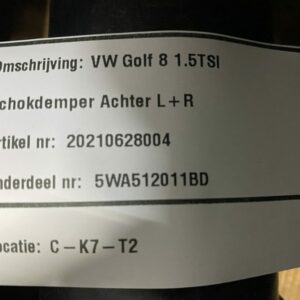 Omschrijving: VW Golf 8 1.5TSI
chokdemper Achter L+R
rtikel nr: 20210628004
nderdeel nr: 5WA512011BD
ocatie: C-K7-T2